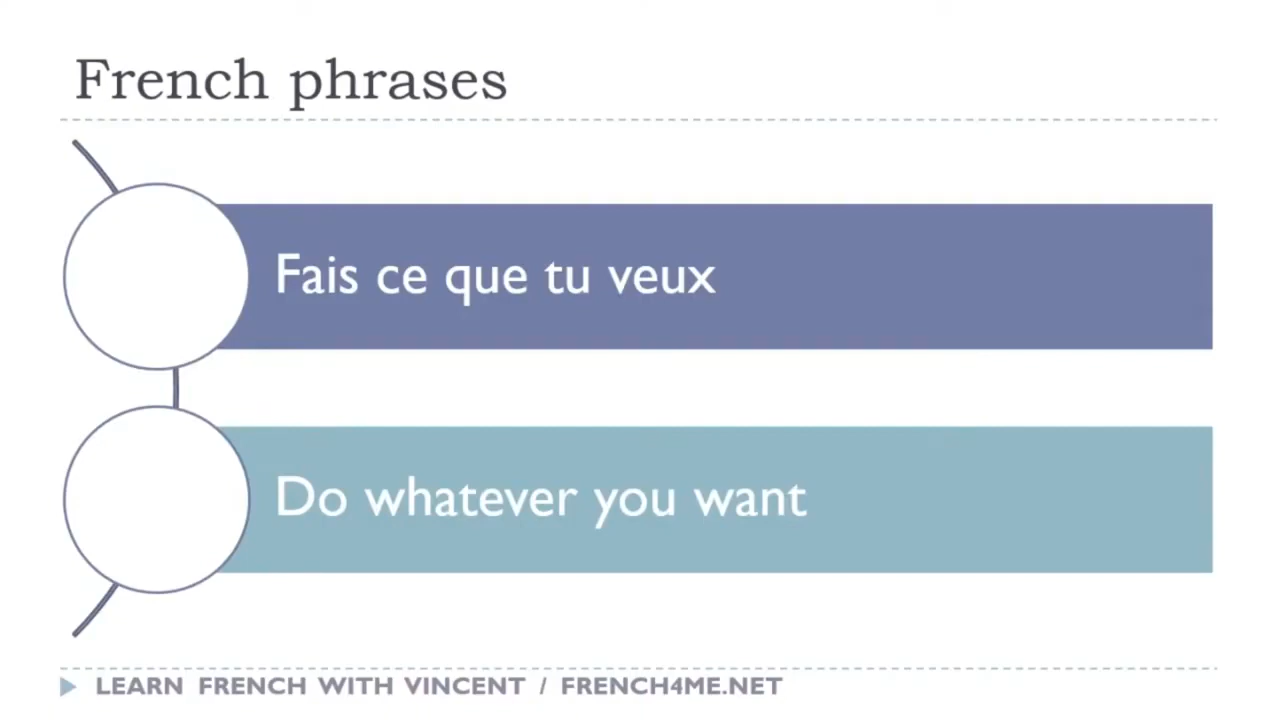 French phrases
Fais ce que tu veux
Do whatever you want
LEARN FRENCH WITH VINCENT / FRENCH4ME.NET